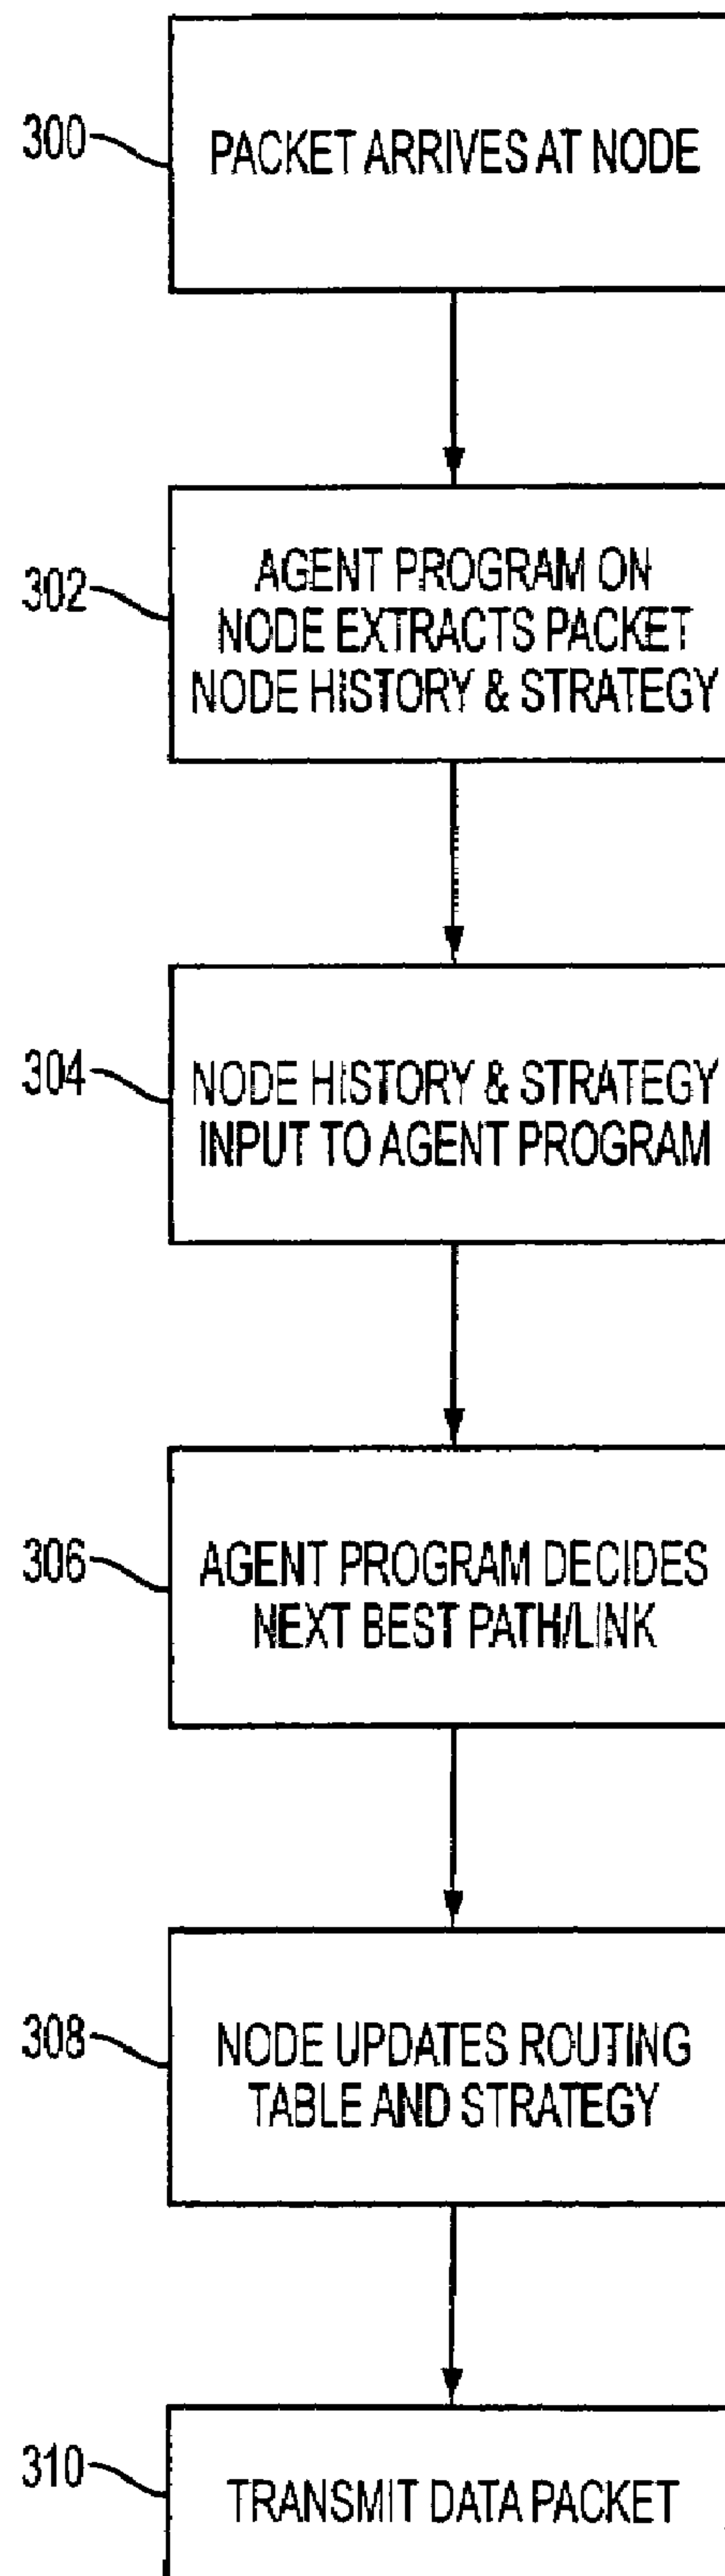 300
PACKET ARRIVES AT NODE
302
AGENT PROGRAM ON
NODE EXTRACTS PACKET
NODE HISTORY & STRATEGY
304
NODE HISTORY & STRATEGY
INPUT TO AGENT PROGRAM
306
AGENT PROGRAM DECIDES
NEXT BEST PATH/LINK
308
NODE UPDATES ROUTING
TABLE AND STRATEGY
310
TRANSMIT DATA PACKET